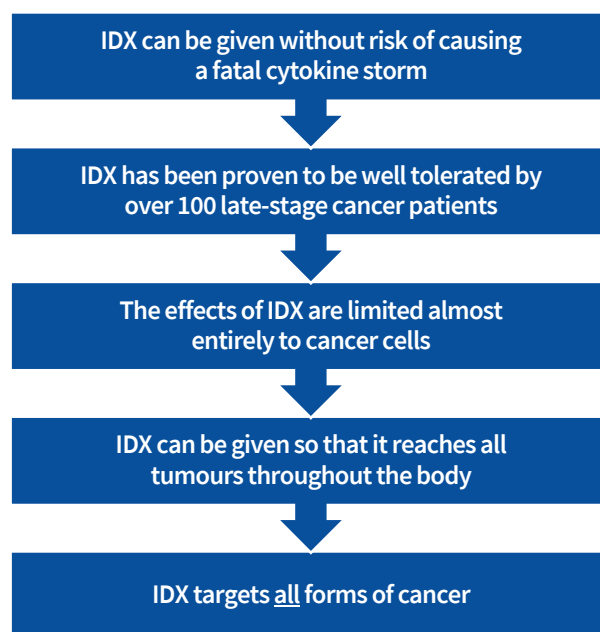 IDX can be given without risk of causing
a fatal cytokine storm
IDX has been proven to be well tolerated by
over 100 late-stage cancer patients
The effects of IDX are limited almost
entirely to cancer cells
IDX can be given so that it reaches all
tumours throughout the body
IDX targets all forms of cancer